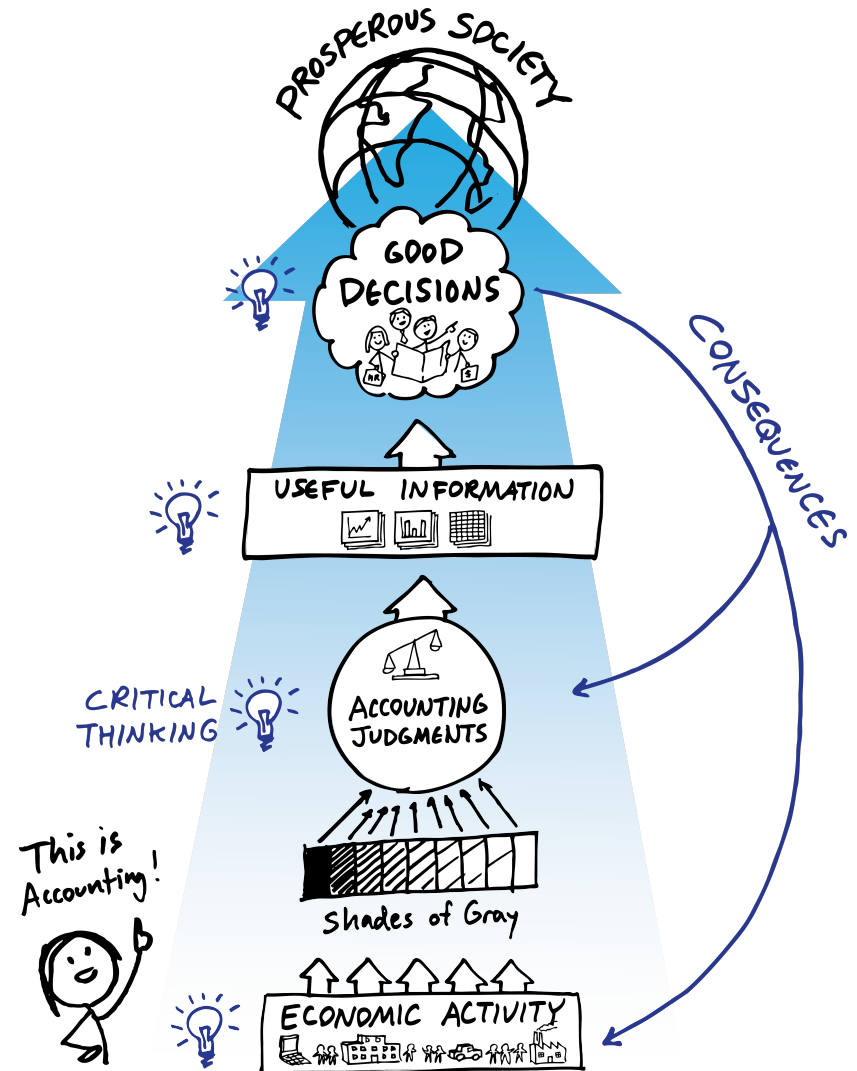 PROSPEROUS SOCIETY
GOOD
DECISIONS
HR
$
CONSEQUENCES
USEFUL INFORMATION
CRITICAL
THINKING
ACCOUNTING
JUDGMENTS
This is
Accounting!
Shades of Gray
ECONOMIC ACTIVITY